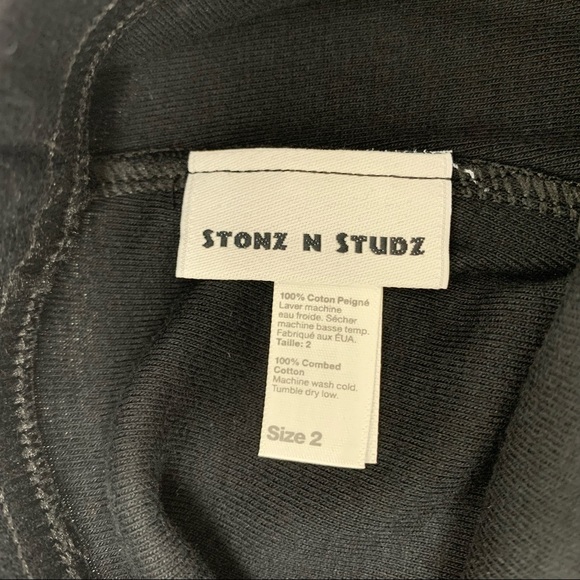 STONZ N STUDZ
100% Coton Peigné
Laver machine
eau froide. Sécher
machine basse temp.
Fabriqué aux ÉUA.
Taille: 2
100% Combed
Cotton
Machine wash cold.
Tumble dry low.
Size 2